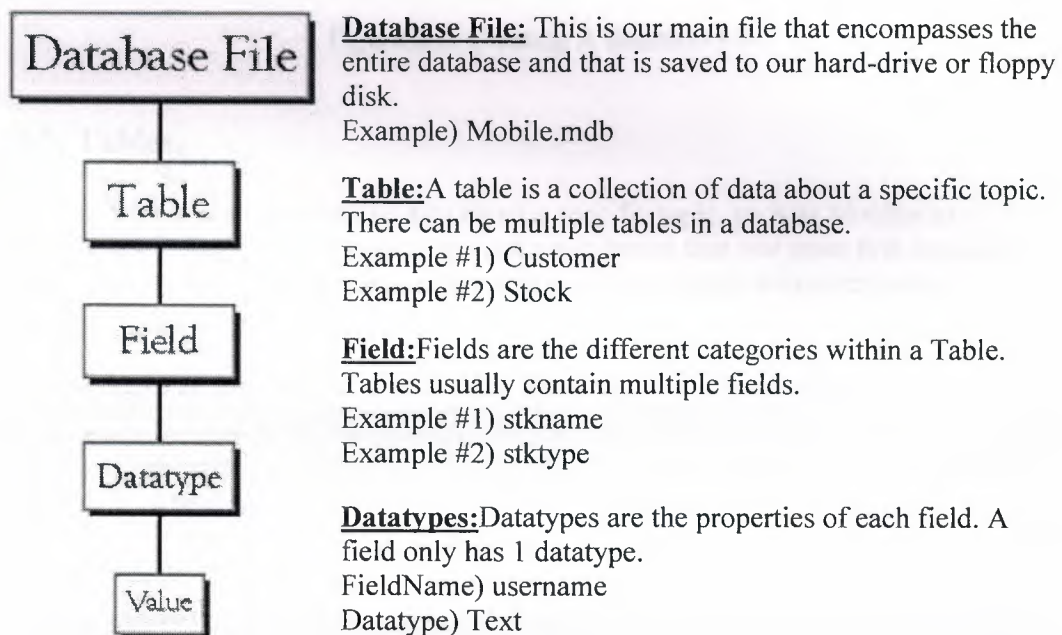 Database File
Database File: This is our main file that encompasses the
entire database and that is saved to our hard-drive or floppy
disk.
Example) Mobile.mdb
Table
Table:A table is a collection of data about a specific topic.
There can be multiple tables in a database.
Example #1) Customer
Example #2) Stock
Field
Field:Fields are the different categories within a Table.
Tables usually contain multiple fields.
Example #1) stkname
Example #2) stktype
Datatype
Datatypes:Datatypes are the properties of each field. A
field only has 1 datatype.
FieldName) username
Datatype) Text
Value